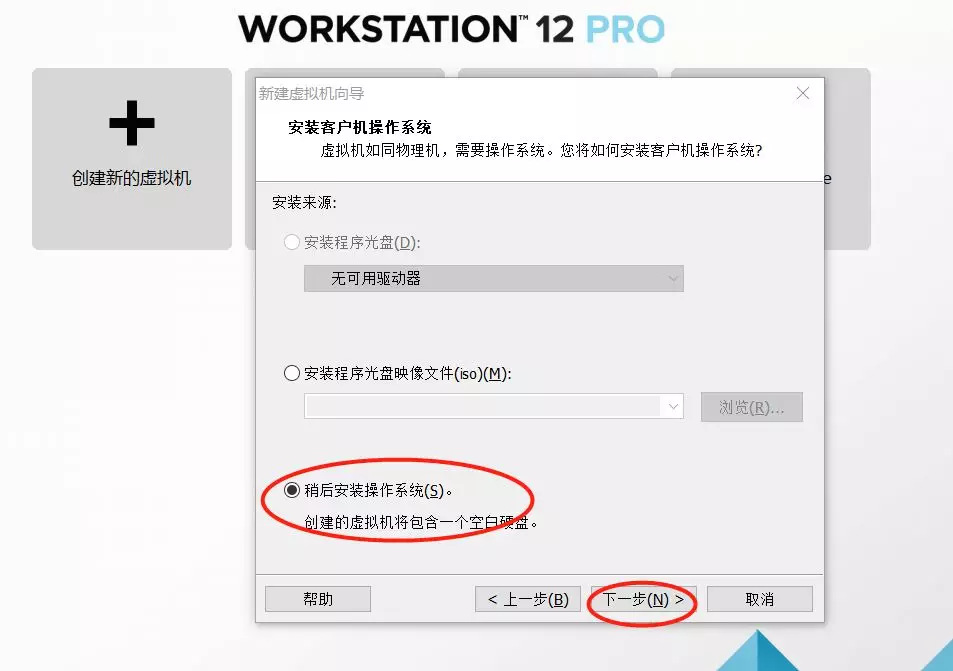 WORKSTATION™ 12 PRO
创建新的虚拟机
e
新建虚拟机向导
安装客户机操作系统
虚拟机如同物理机，需要操作系统。您将如何安装客户机操作系统?
安装来源:
安装程序光盘(D):
无可用驱动器
安装程序光盘映像文件(iso)(M):
浏览(R)...
稍后安装操作系统(S)。
创建的虚拟机将包含一个空白硬盘。
帮助
< 上一步(B)
下一步(N) >
取消